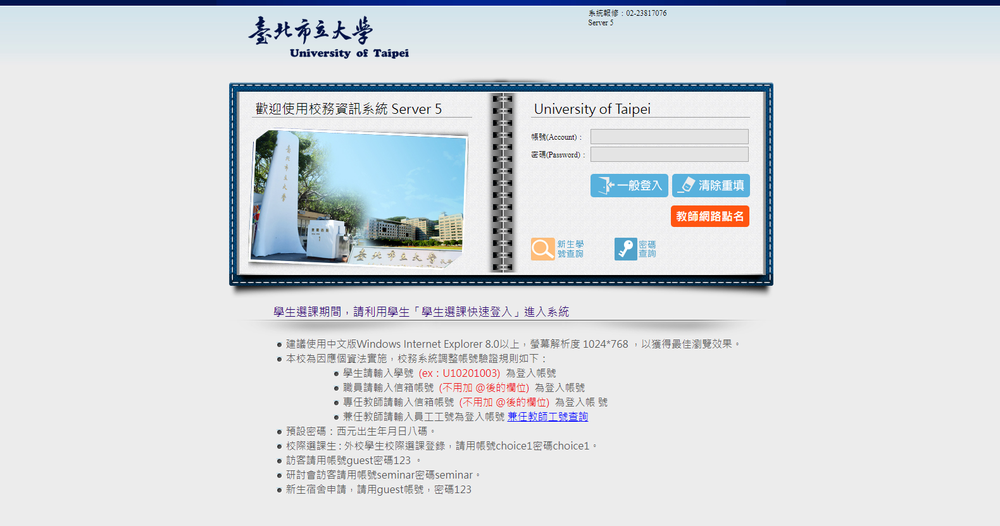 系統報修：02-23817076
Server 5
臺北市立大學
University of Taipei
歡迎使用校務資訊系統 Server 5
University of Taipei
臺北市立大學
臺北市立大學
帳號(Account)：
密碼(Password)：
一般登入
清除重填
教師網路點名
新生學
號查詢
密碼
查詢
學生選課期間，請利用學生「學生選課快速登入」進入系統
建議使用中文版Windows Internet Explorer 8.0以上，螢幕解析度 1024*768 ，以獲得最佳瀏覽效果。
本校為因應個資法實施，校務系統調整帳號驗證規則如下：
學生請輸入學號 (ex：U10201003) 為登入帳號
職員請輸入信箱帳號 (不用加 @後的欄位) 為登入帳號
專任教師請輸入信箱帳號 (不用加 @後的欄位) 為登入帳 號
兼任教師請輸入員工工號為登入帳號 兼任教師工號查詢
預設密碼：西元出生年月日八碼。
校際選課生 : 外校學生校際選課登錄，請用帳號choice1密碼choice1。
訪客請用帳號guest密碼123 。
研討會訪客請用帳號seminar密碼seminar。
新生宿舍申請，請用guest帳號，密碼123